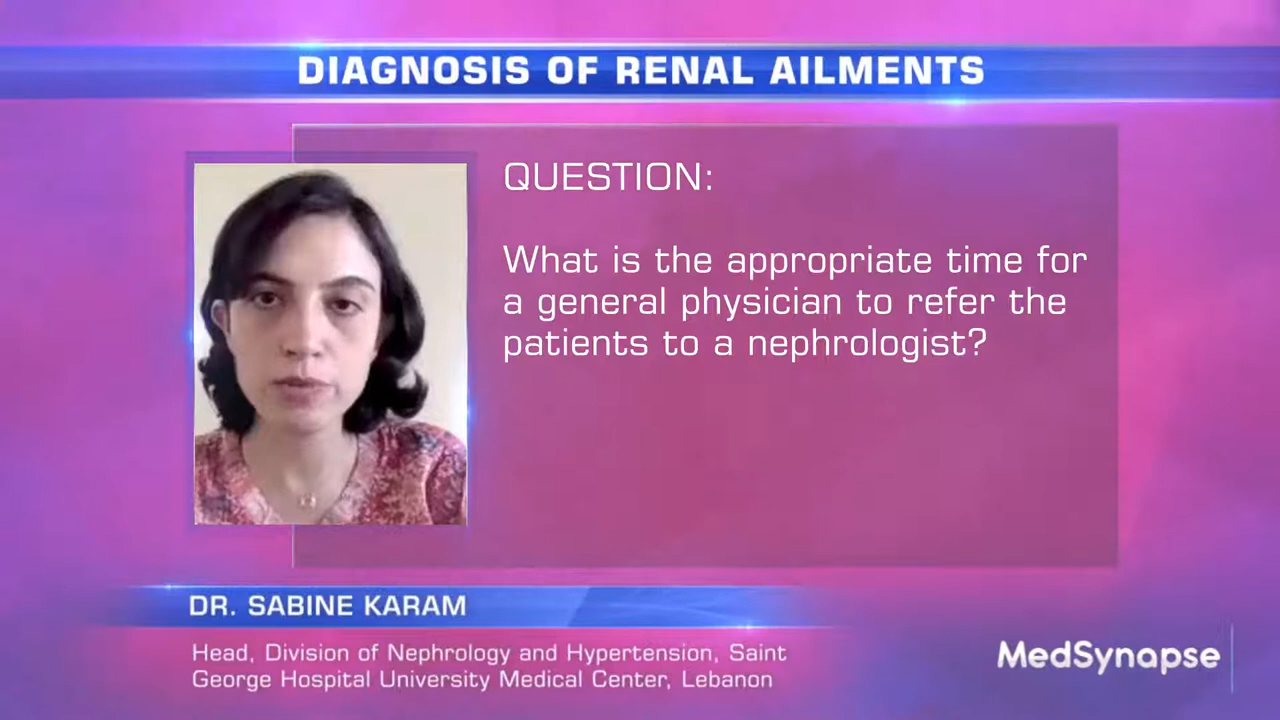 DIAGNOSIS OF RENAL AILMENTS
QUESTION:
What is the appropriate time for
a general physician to refer the
patients to a nephrologist?
DR. SABINE KARAM
Head, Division of Nephrology and Hypertension, Saint
George Hospital University Medical Center, Lebanon
MedSynapse